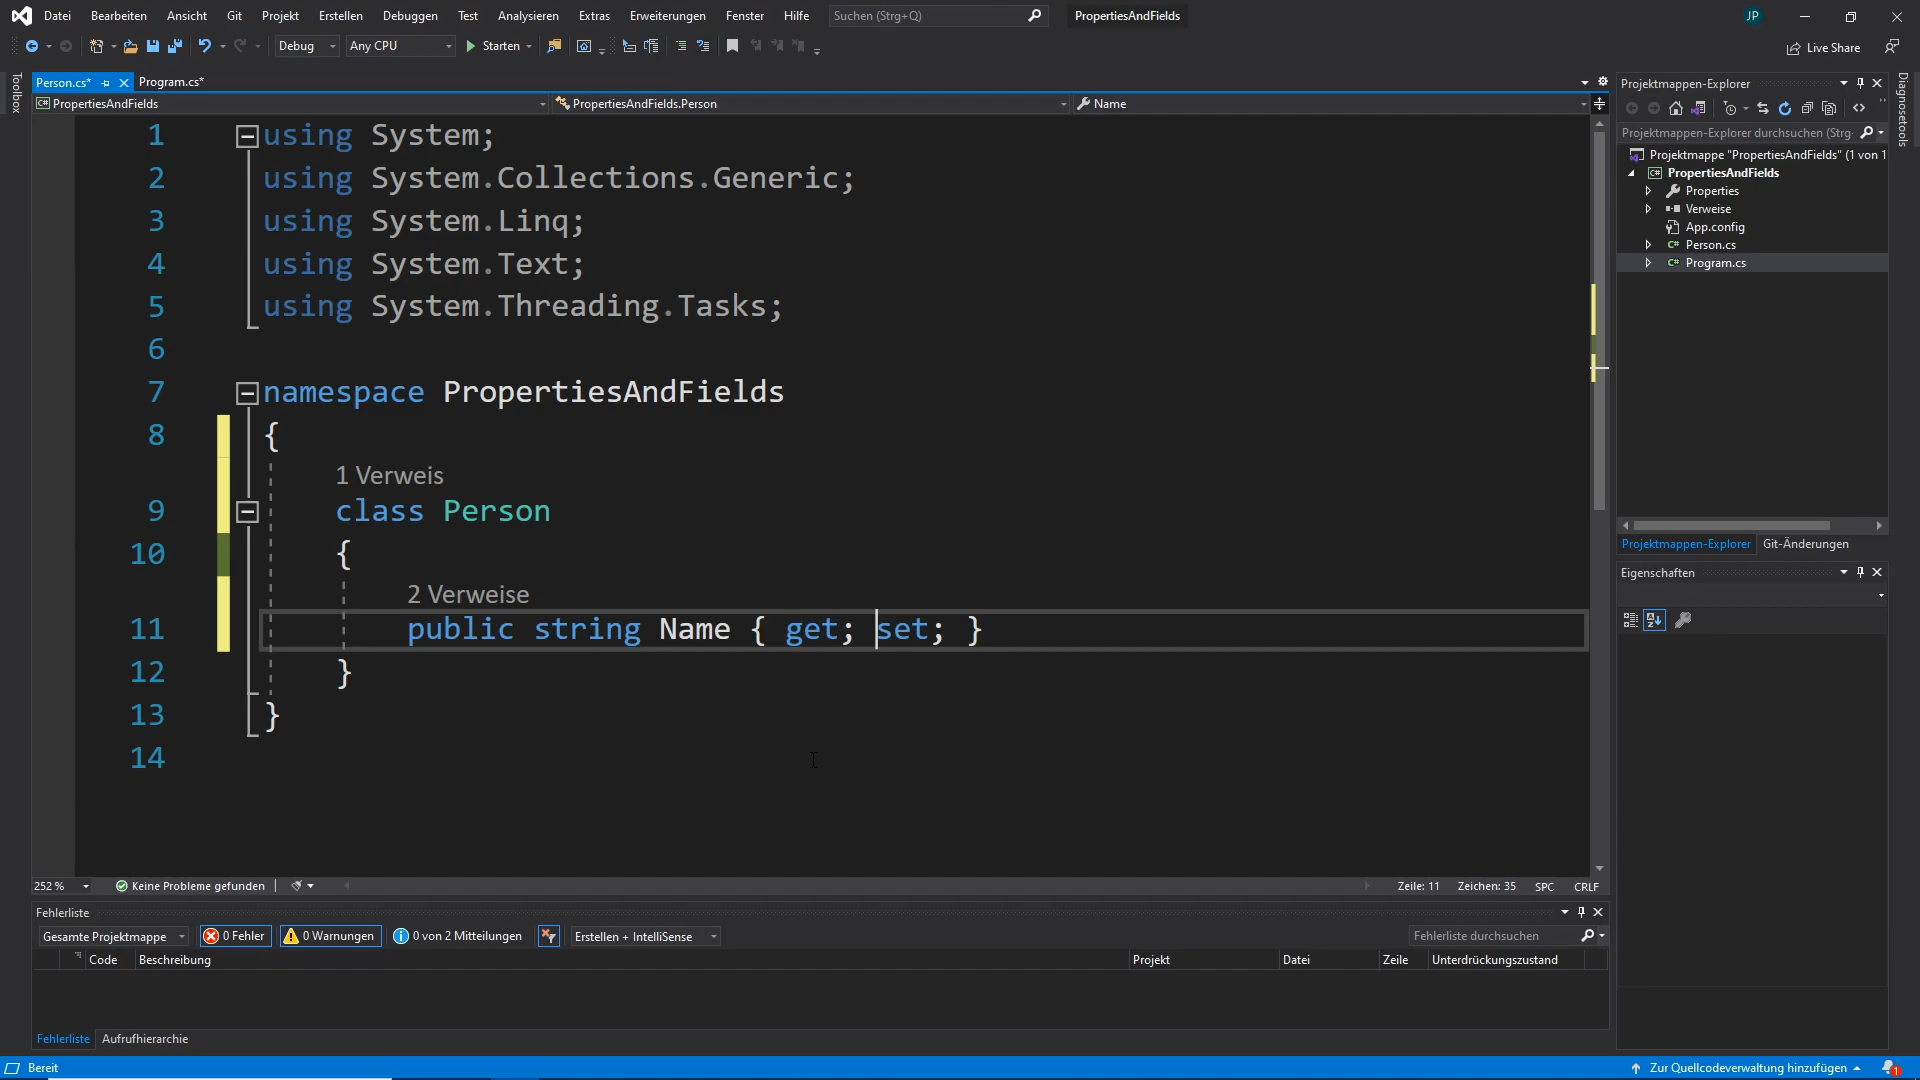 Datei Bearbeiten Ansicht Git Projekt Erstellen Debuggen Test Analysieren Extras Erweiterungen Fenster Hilfe Suchen (Strg+Q) PropertiesAndFields JP
Debug Any CPU Starten Live Share
Toolbox
Person.cs* Program.cs*
PropertiesAndFields PropertiesAndFields.Person Name
1 using System;
2 using System.Collections.Generic;
3 using System.Linq;
4 using System.Text;
5 using System.Threading.Tasks;
6
7 namespace PropertiesAndFields
8 {
1 Verweis
9 class Person
10 {
2 Verweise
11 public string Name { get; set; }
12 }
13 }
14
252 % Keine Probleme gefunden Zeile: 11 Zeichen: 35 SPC CRLF
Fehlerliste
Gesamte Projektmappe 0 Fehler 0 Warnungen 0 von 2 Mitteilungen Erstellen + IntelliSense Fehlerliste durchsuchen
Code Beschreibung Projekt Datei Zeile Unterdrückungszustand
Fehlerliste Aufrufhierarchie
Bereit Zur Quellcodeverwaltung hinzufügen 1
Projektmappen-Explorer
Projektmappen-Explorer durchsuchen (Strg
Projektmappe "PropertiesAndFields" (1 von 1
C# PropertiesAndFields
Properties
Verweise
App.config
C# Person.cs
C# Program.cs
Projektmappen-Explorer Git-Änderungen
Eigenschaften
Diagnosetools